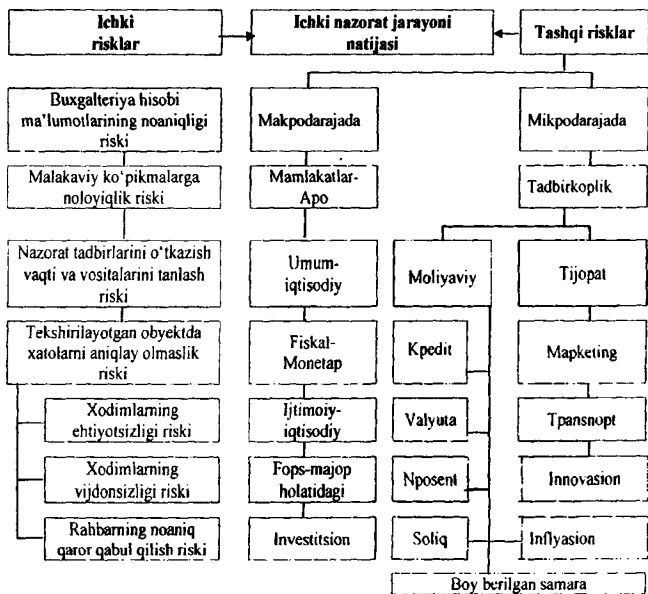 Ichki
risklar
Ichki nazorat jarayoni
natijasi
Tashqi risklar
Buxgalteriya hisobi
ma'lumotlarining noaniqligi
riski
Malakaviy ko'pikmalarga
noloyiqlik riski
Nazorat tadbirlarini o'tkazish
vaqti va vositalarini tanlash
riski
Tekshirilayotgan obyektda
xatolarni aniqlay olmaslik
riski
Xodimlarning
ehtiyotsizligi riski
Xodimlarning
vijdonsizligi riski
Rahbarning noaniq
qaror qabul qilish riski
Makpodarajada
Mamlakatlar-
Apo
Umum-
iqtisodiy
Fiskal-
Monetap
Ijtimoiy-
iqtisodiy
Fops-majop
holatidagi
Investitsion
Mikpodarajada
Tadbirkoplik
Moliyaviy
Kpedit
Valyuta
Nposent
Soliq
Tijopat
Mapketing
Tpansnopt
Innovasion
Inflyasion
Boy berilgan samara